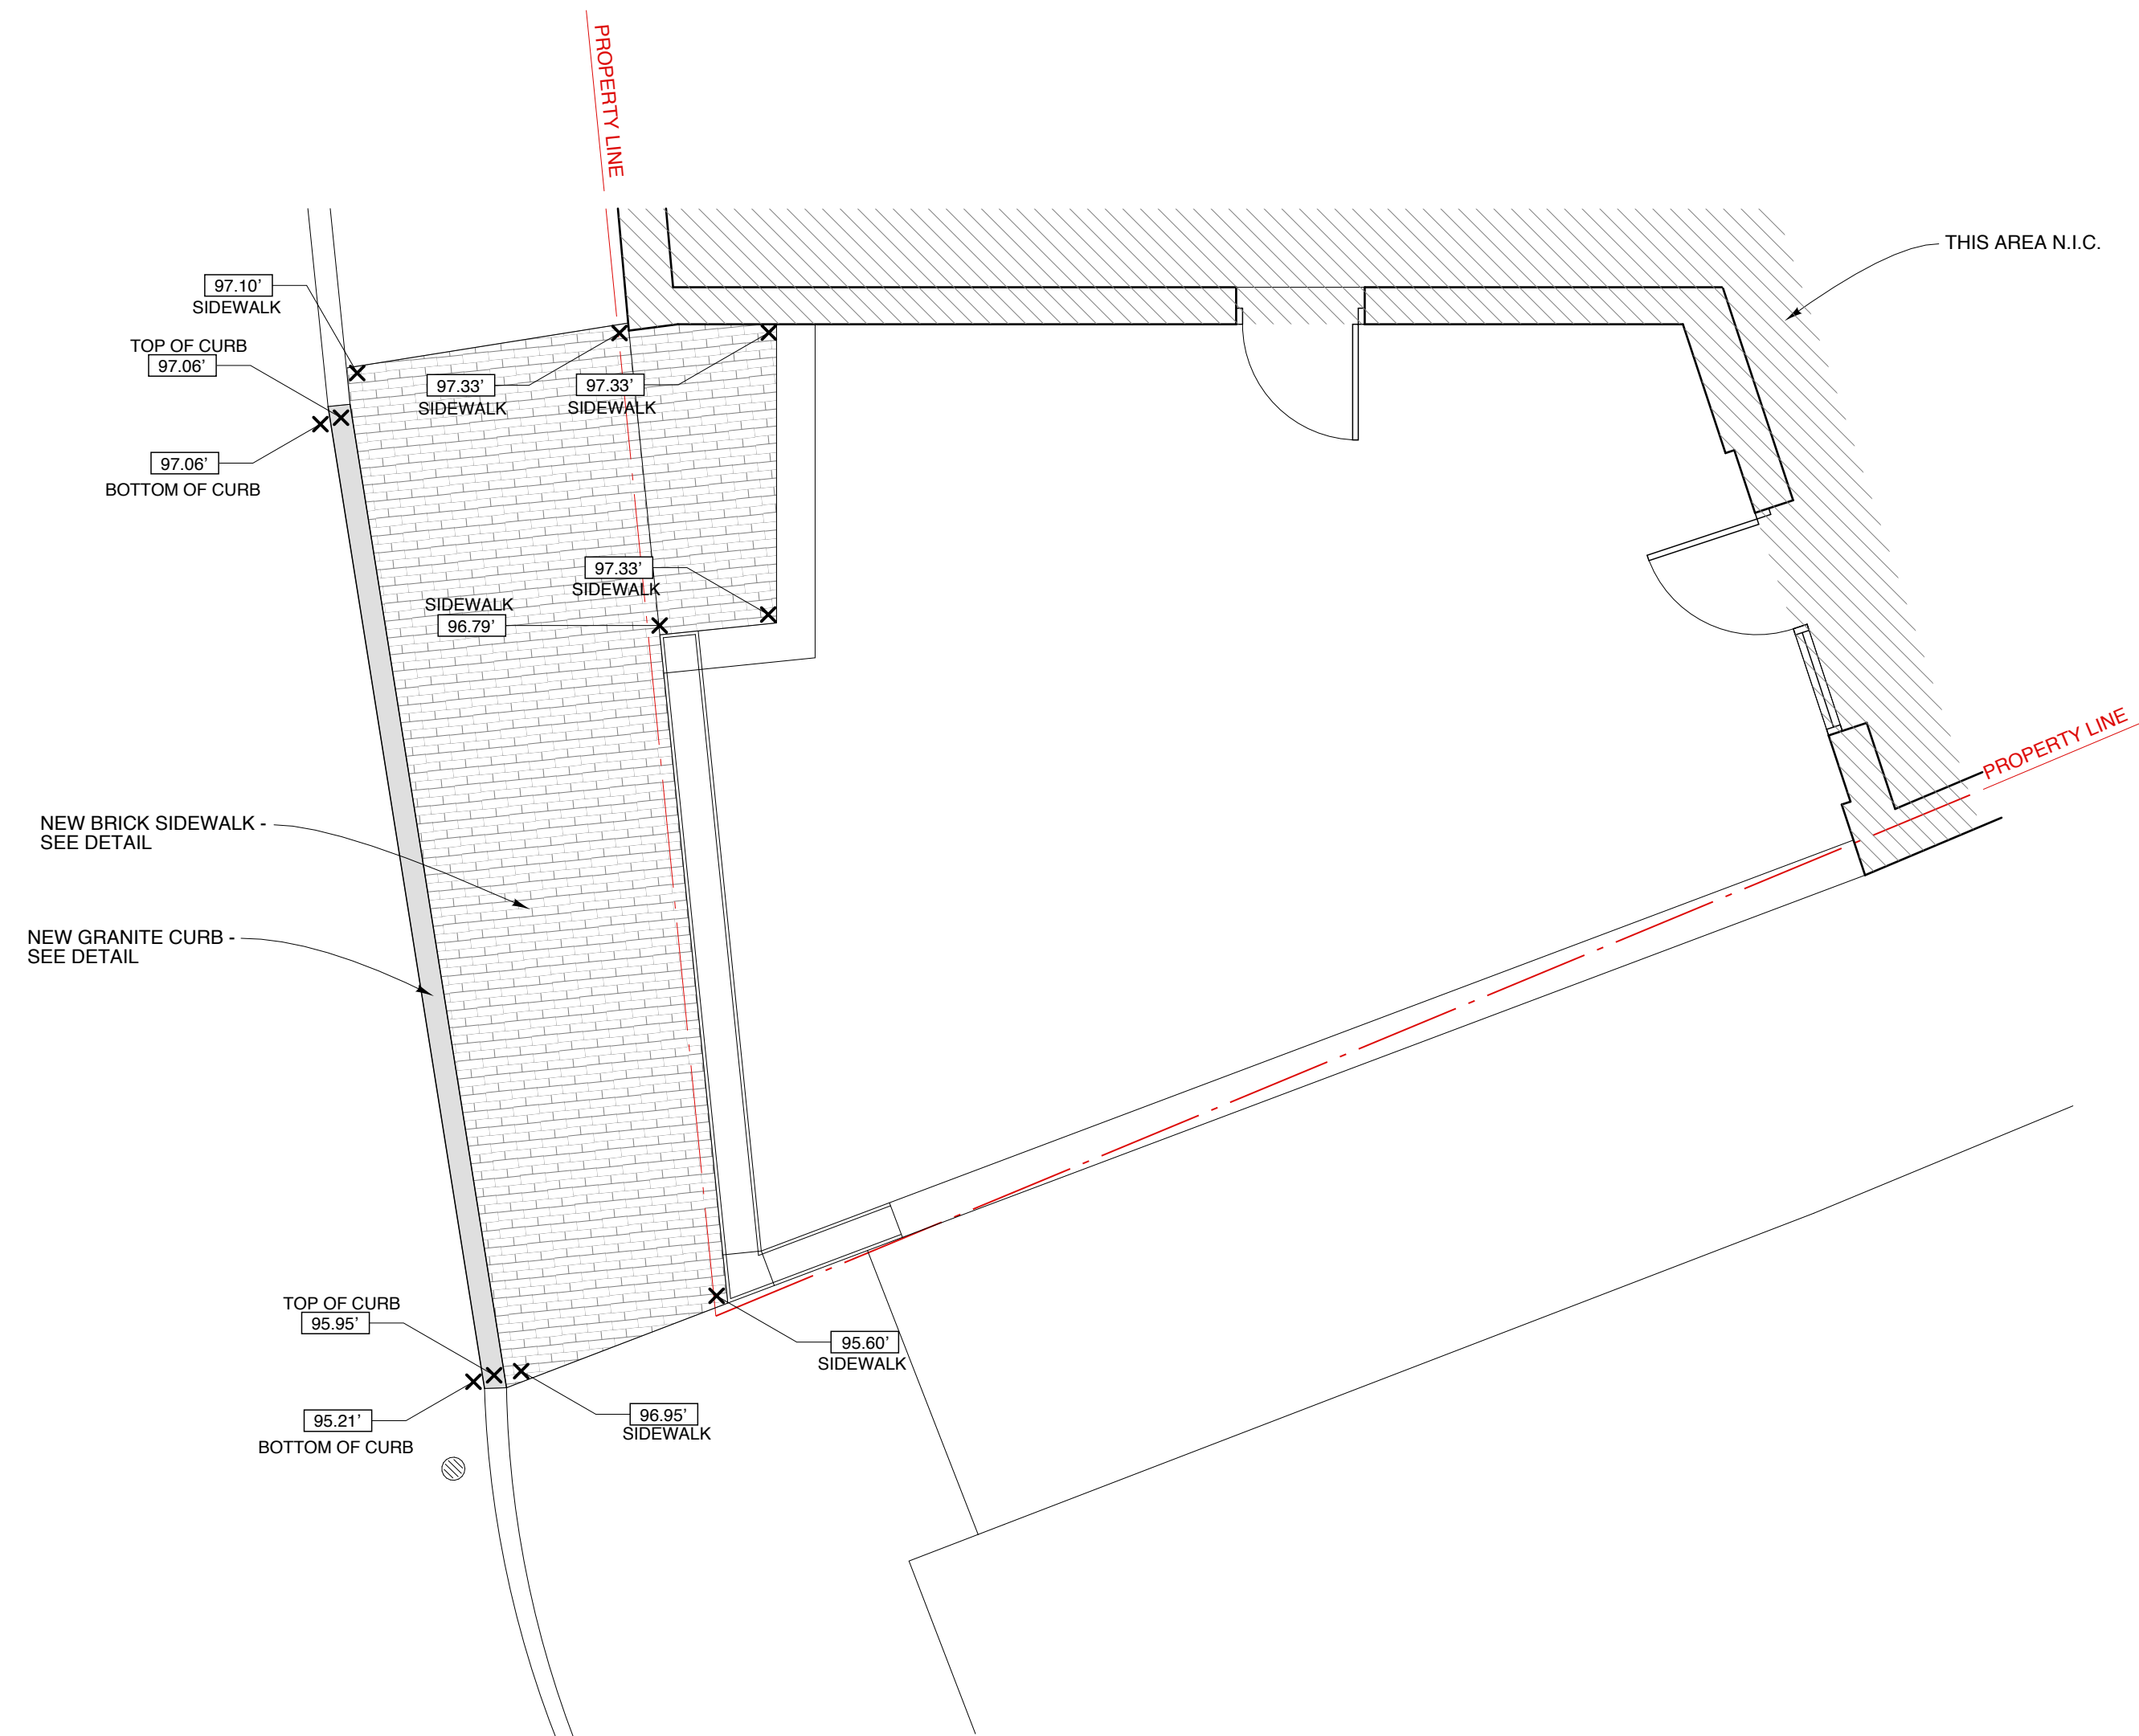 PROPERTY LINE
THIS AREA N.I.C.
97.10’
SIDEWALK
TOP OF CURB
97.06’
97.33’
SIDEWALK
97.33’
SIDEWALK
97.06’
BOTTOM OF CURB
97.33’
SIDEWALK
SIDEWALK
96.79’
PROPERTY LINE
NEW BRICK SIDEWALK -
SEE DETAIL
NEW GRANITE CURB -
SEE DETAIL
TOP OF CURB
95.95’
95.60’
SIDEWALK
95.21’
BOTTOM OF CURB
96.95’
SIDEWALK